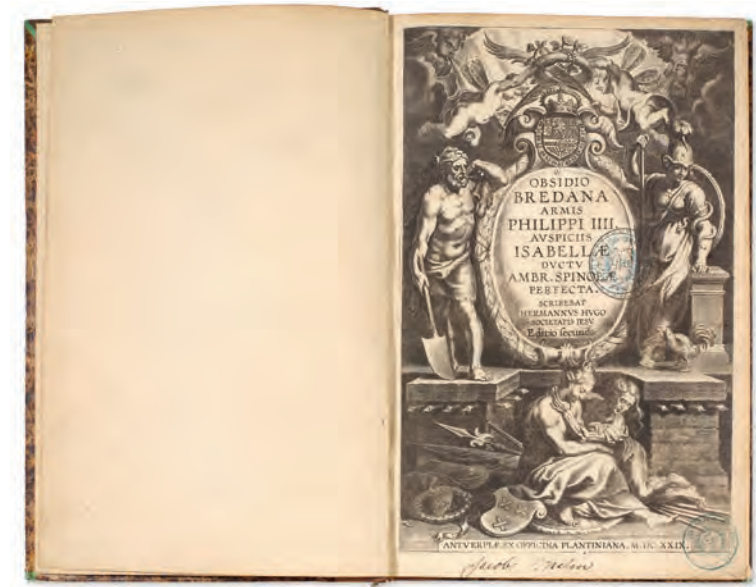 OBSIDIO
BREDANA
ARMIS
PHILIPPI IIII.
AVSPICIIS
ISABELLÆ
DVCTV
AMBR. SPINOLÆ
PERFECTA.
SCRIBEBAT
HERMANNVS HVGO
SOCIETATIS IESV
Editio secunda
ANTVERPIÆ, EX OFFICINA PLANTINIANA. M.DC.XXIX.
Jacob